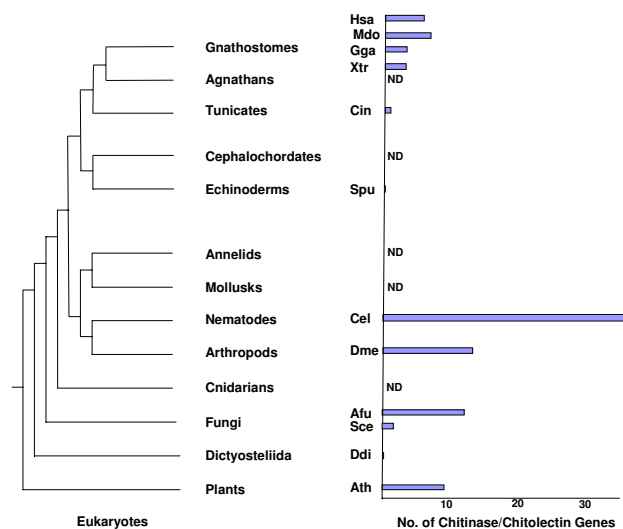 Hsa
Mdo
Gnathostomes Gga
Xtr
Agnathans ND
Tunicates Cin
Cephalochordates ND
Echinoderms Spu
Annelids ND
Mollusks ND
Nematodes Cel
Arthropods Dme
Cnidarians ND
Afu
Fungi
Sce
Dictyosteliida Ddi
Plants Ath
10 20 30
Eukaryotes No. of Chitinase/Chitolectin Genes